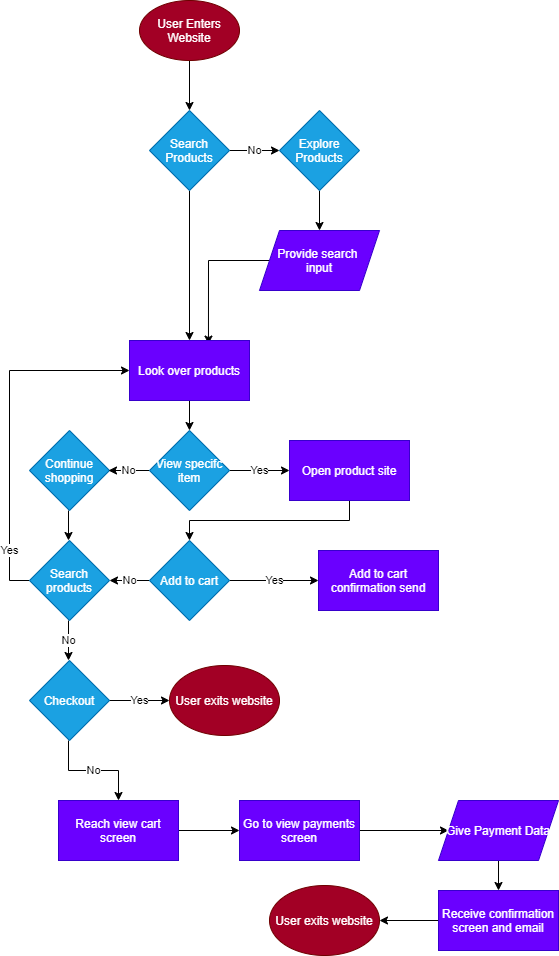 User Enters
Website
Search
Products
No
Explore
Products
Provide search
input
Look over products
Continue
shopping
No
View specifc
item
Yes
Open product site
Yes
Search
products
No
Add to cart
Yes
Add to cart
confirmation send
No
Checkout
Yes
User exits website
No
Reach view cart
screen
Go to view payments
screen
Give Payment Data
User exits website
Receive confirmation
screen and email